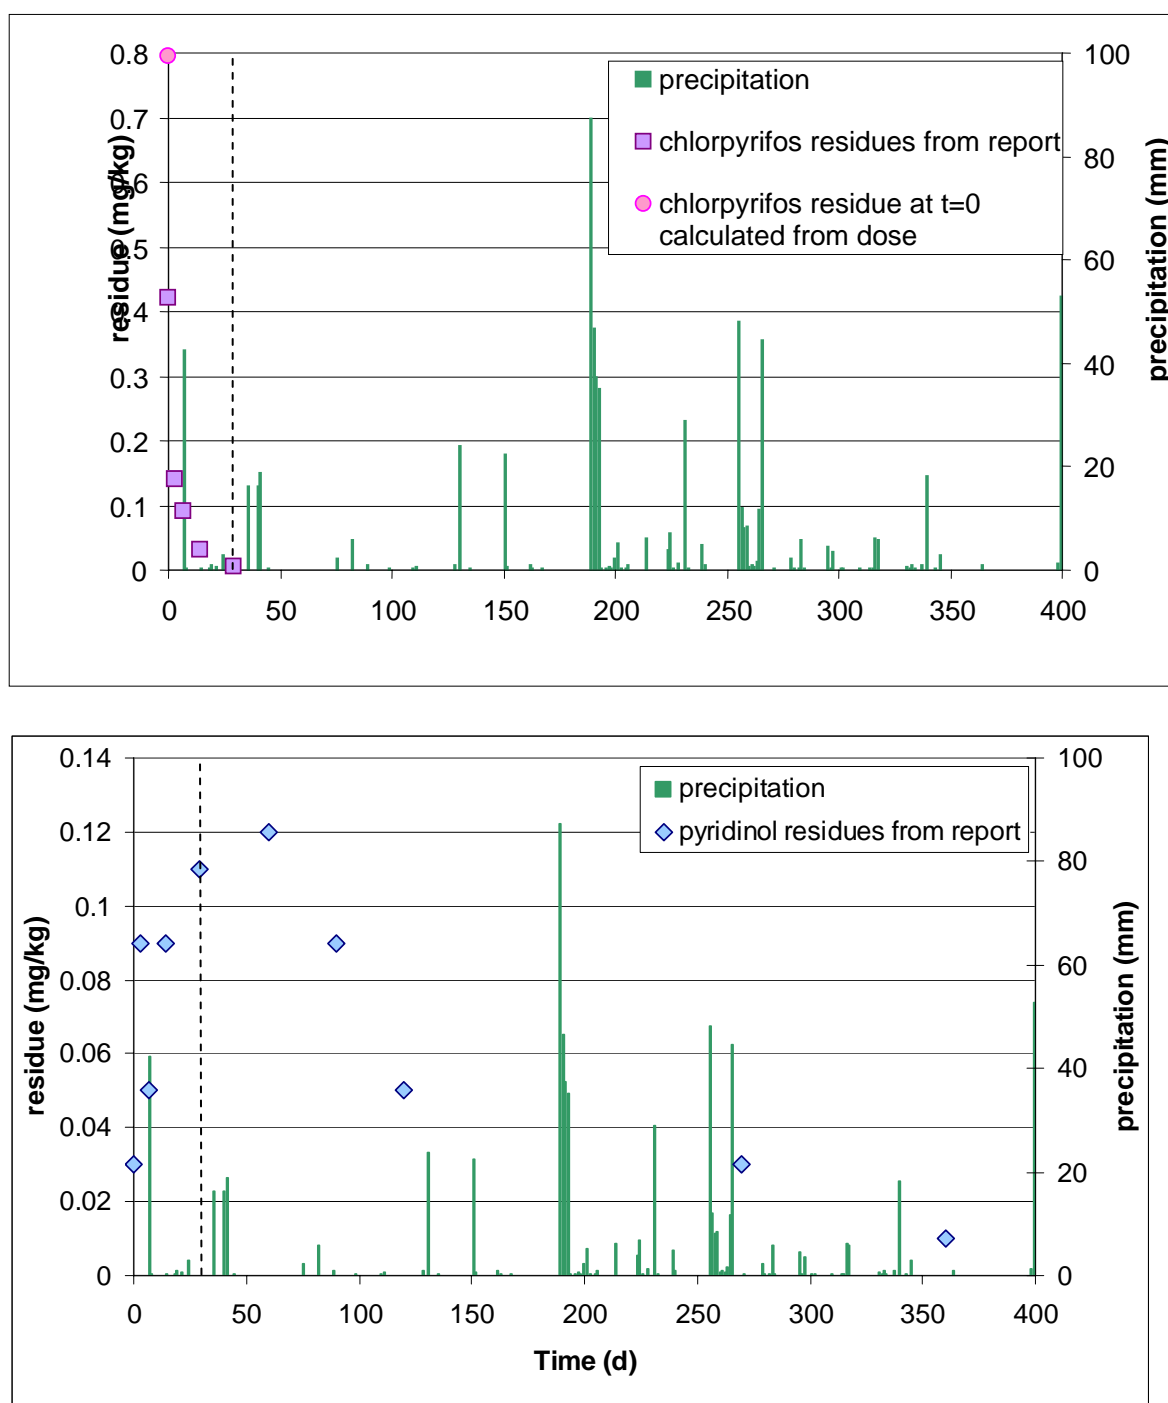 0.8
0.7
0.6
0.5
0.4
0.3
0.2
0.1
0
residue (mg/kg)
precipitation
chlorpyrifos residues from report
chlorpyrifos residue at t=0
calculated from dose
100
80
60
40
20
0
precipitation (mm)
0 50 100 150 200 250 300 350 400
0.14
0.12
0.1
0.08
0.06
0.04
0.02
0
residue (mg/kg)
precipitation
pyridinol residues from report
100
80
60
40
20
0
precipitation (mm)
0 50 100 150 200 250 300 350 400
Time (d)